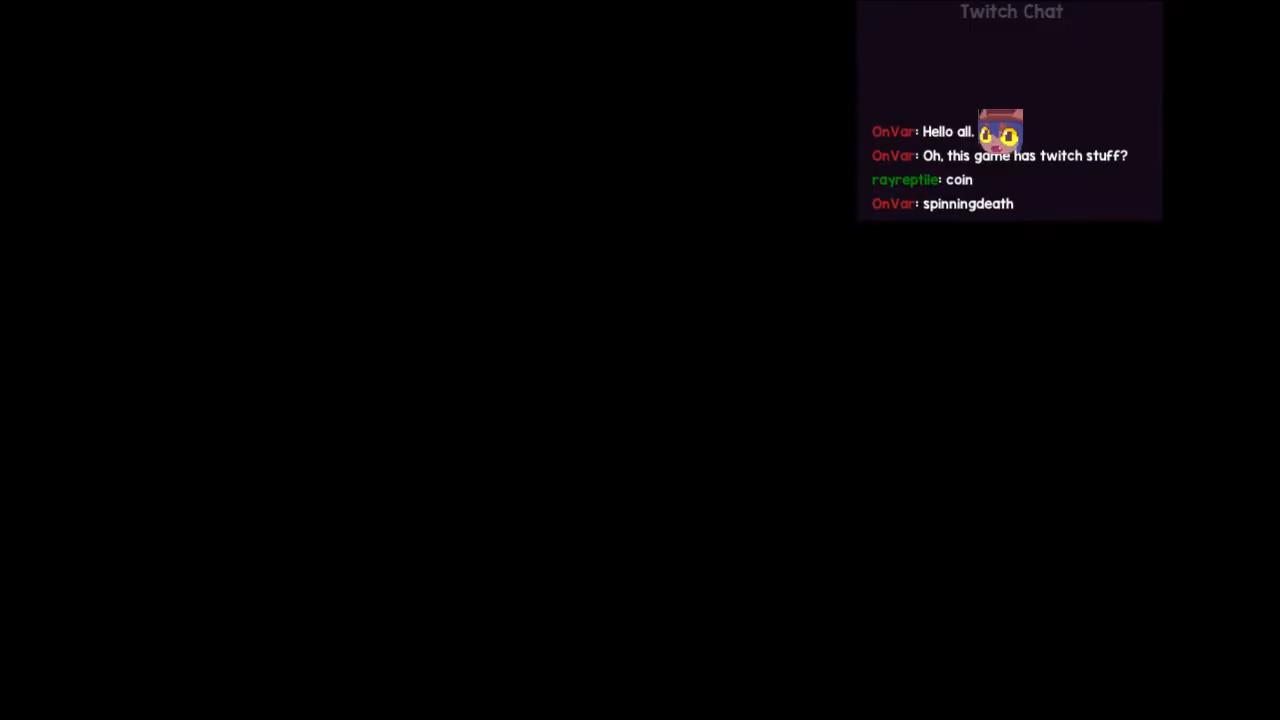 Twitch Chat
OnVar: Hello all.
OnVar: Oh, this game has twitch stuff?
rayreptile: coin
OnVar: spinningdeath